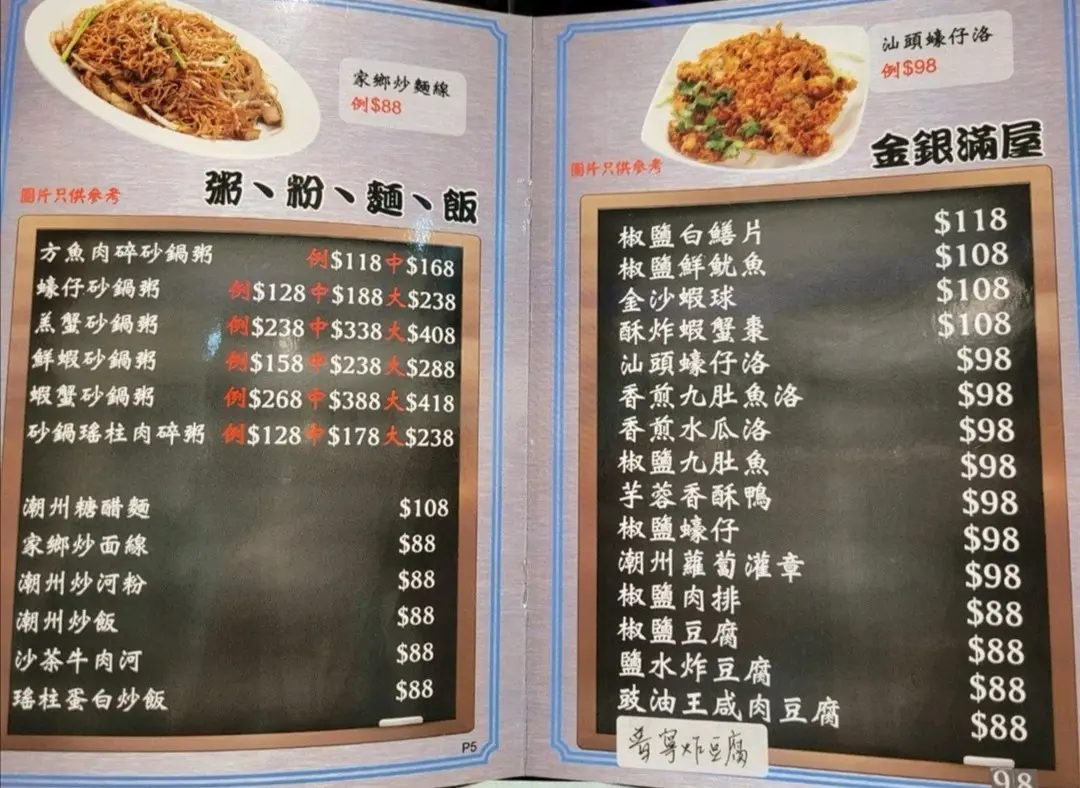 家鄉炒麵線
例$88
圖片只供參考
粥、粉、麵、飯
方魚肉碎砂鍋粥 例$118 中$168
蠔仔砂鍋粥 例$128 中$188 大$238
羔蟹砂鍋粥 例$238 中$338 大$408
鮮蝦砂鍋粥 例$158 中$238 大$288
蝦蟹砂鍋粥 例$268 中$388 大$418
砂鍋瑤柱肉碎粥 例$128 中$178 大$238
潮州糖醋麵 $108
家鄉炒面線 $88
潮州炒河粉 $88
潮州炒飯 $88
沙茶牛肉河 $88
瑤柱蛋白炒飯 $88
P5
汕頭蠔仔洛
例$98
圖片只供參考
金銀滿屋
椒鹽白鱔片 $118
椒鹽鮮魷魚 $108
金沙蝦球 $108
酥炸蝦蟹棗 $108
汕頭蠔仔洛 $98
香煎九肚魚洛 $98
香煎水瓜洛 $98
椒鹽九肚魚 $98
芋蓉香酥鴨 $98
椒鹽蠔仔 $98
潮州蘿蔔灌章 $98
椒鹽肉排 $88
椒鹽豆腐 $88
鹽水炸豆腐 $88
豉油王咸肉豆腐 $88
普寧炸豆腐 98